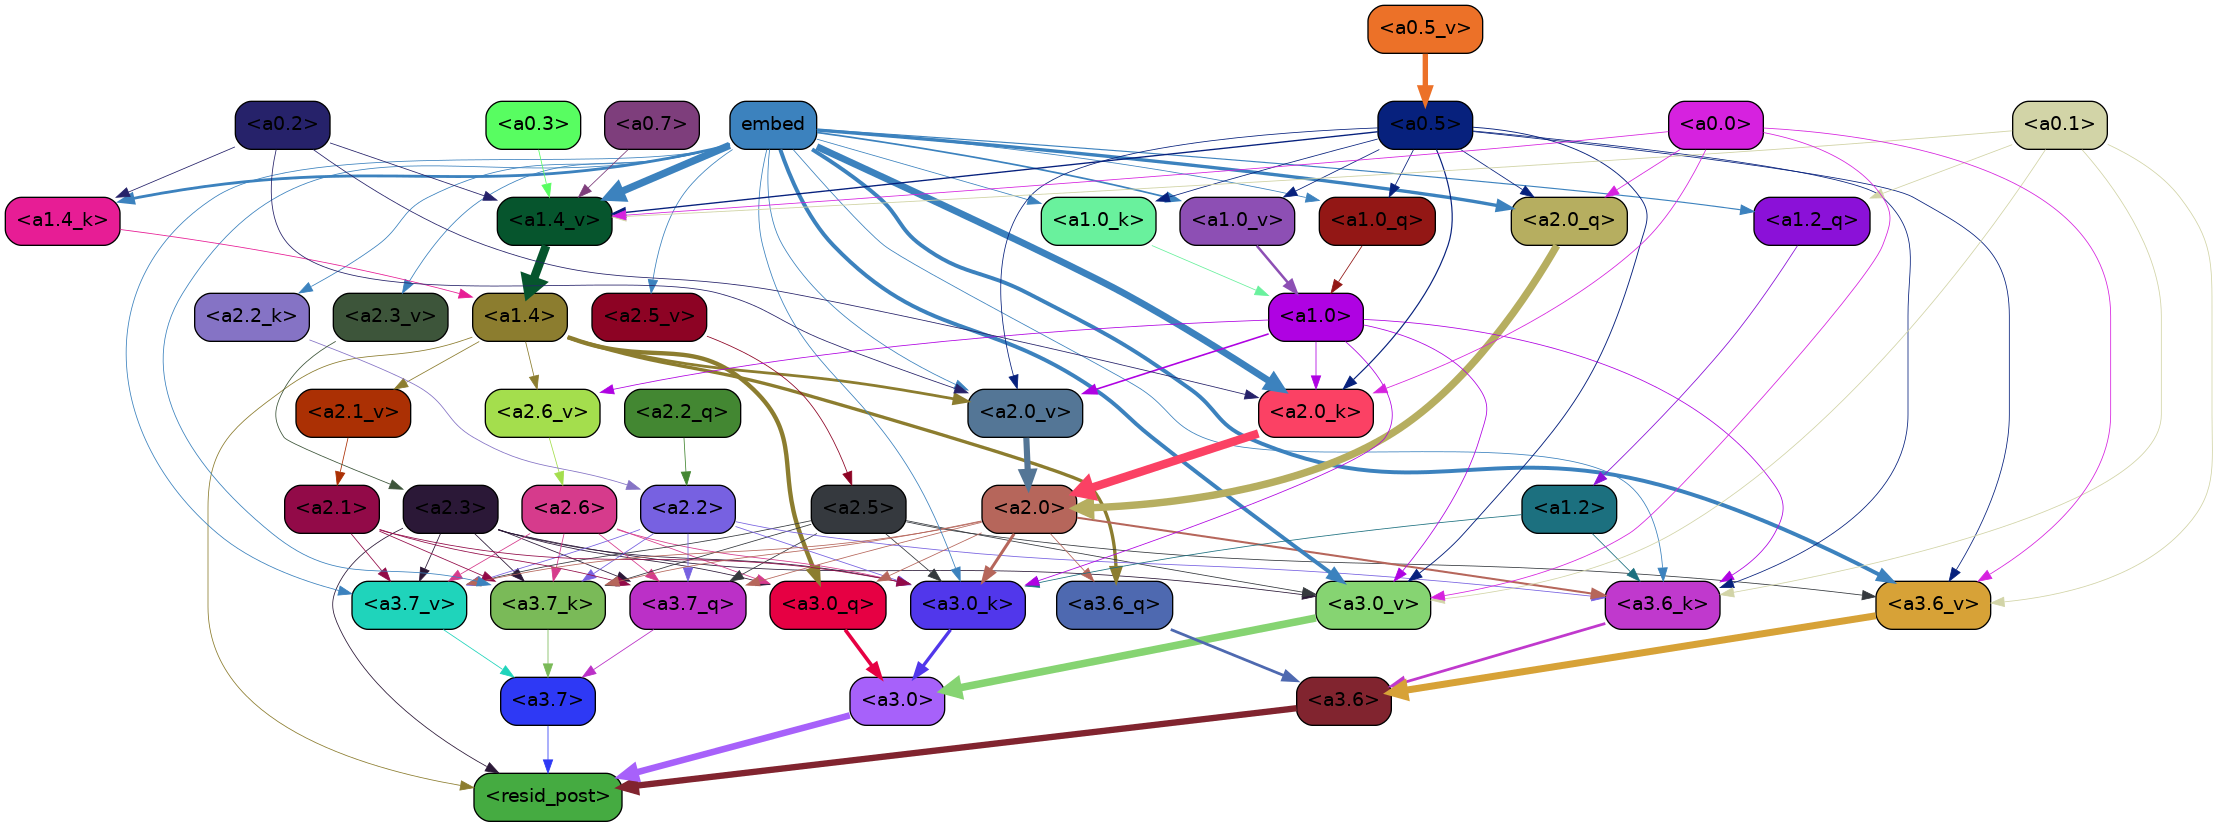 <a0.5_v>
<a0.2>
<a0.3>
<a0.7>
embed
<a0.5>
<a0.0>
<a0.1>
<a1.4_k>
<a1.4_v>
<a1.0_k>
<a1.0_v>
<a1.0_q>
<a2.0_q>
<a1.2_q>
<a2.2_k>
<a2.3_v>
<a1.4>
<a2.5_v>
<a1.0>
<a2.1_v>
<a2.6_v>
<a2.2_q>
<a2.0_v>
<a2.0_k>
<a2.1>
<a2.3>
<a2.6>
<a2.2>
<a2.5>
<a2.0>
<a1.2>
<a3.7_v>
<a3.7_k>
<a3.7_q>
<a3.0_q>
<a3.0_k>
<a3.6_q>
<a3.0_v>
<a3.6_k>
<a3.6_v>
<a3.7>
<a3.0>
<a3.6>
<resid_post>